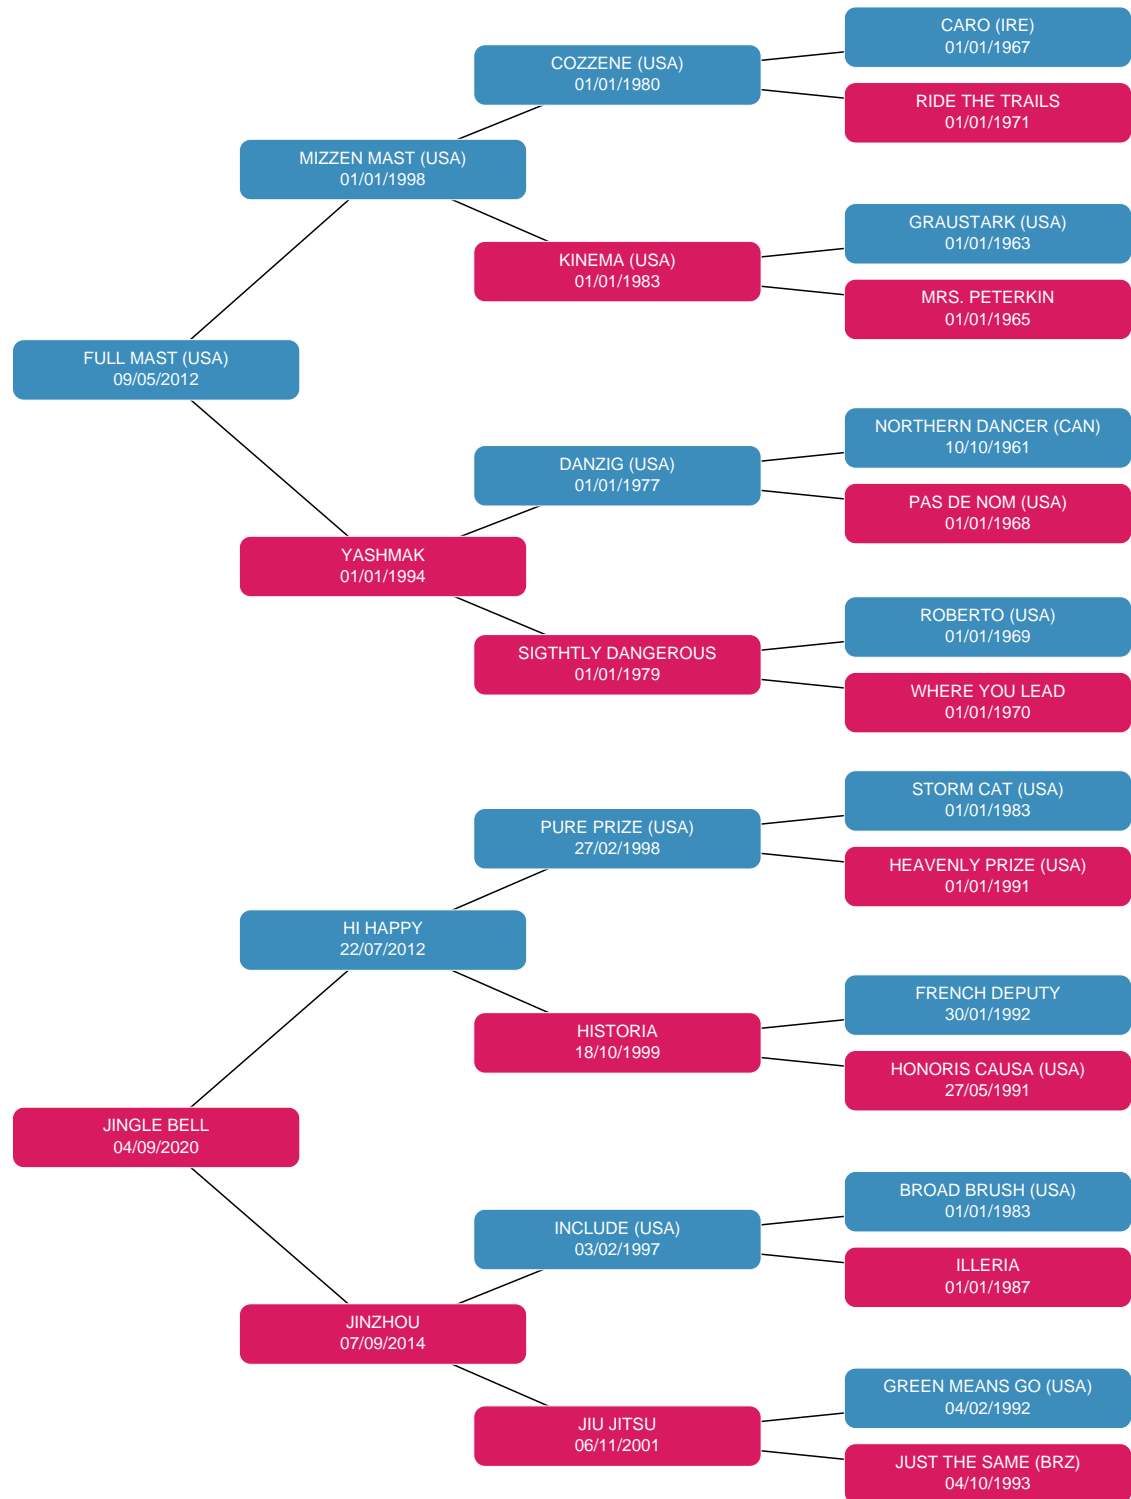 CARO (IRE)
01/01/1967
COZZENE (USA)
01/01/1980
RIDE THE TRAILS
01/01/1971
MIZZEN MAST (USA)
01/01/1998
GRAUSTARK (USA)
01/01/1963
KINEMA (USA)
01/01/1983
MRS. PETERKIN
01/01/1965
FULL MAST (USA)
09/05/2012
NORTHERN DANCER (CAN)
10/10/1961
DANZIG (USA)
01/01/1977
PAS DE NOM (USA)
01/01/1968
YASHMAK
01/01/1994
ROBERTO (USA)
01/01/1969
SIGTHTLY DANGEROUS
01/01/1979
WHERE YOU LEAD
01/01/1970
STORM CAT (USA)
01/01/1983
PURE PRIZE (USA)
27/02/1998
HEAVENLY PRIZE (USA)
01/01/1991
HI HAPPY
22/07/2012
FRENCH DEPUTY
30/01/1992
HISTORIA
18/10/1999
HONORIS CAUSA (USA)
27/05/1991
JINGLE BELL
04/09/2020
BROAD BRUSH (USA)
01/01/1983
INCLUDE (USA)
03/02/1997
ILLERIA
01/01/1987
JINZHOU
07/09/2014
GREEN MEANS GO (USA)
04/02/1992
JIU JITSU
06/11/2001
JUST THE SAME (BRZ)
04/10/1993